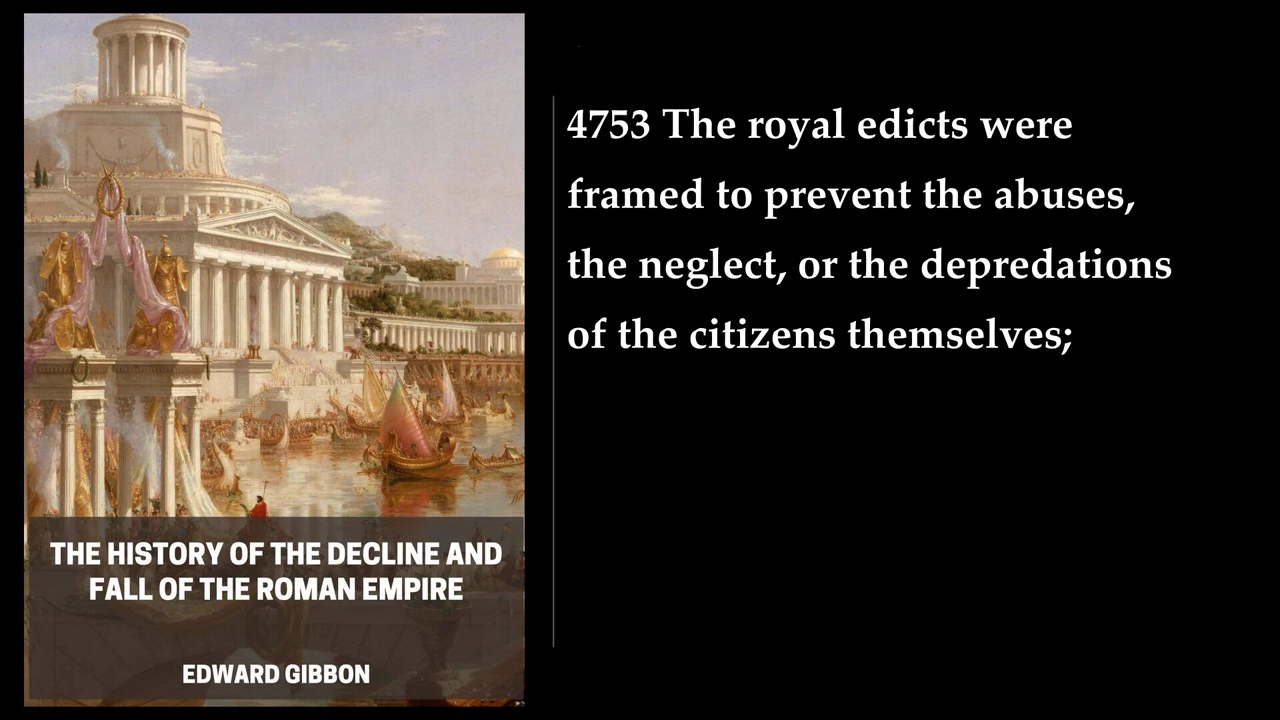 4753 The royal edicts were
framed to prevent the abuses,
the neglect, or the depredations
of the citizens themselves;
THE HISTORY OF THE DECLINE AND
FALL OF THE ROMAN EMPIRE
EDWARD GIBBON